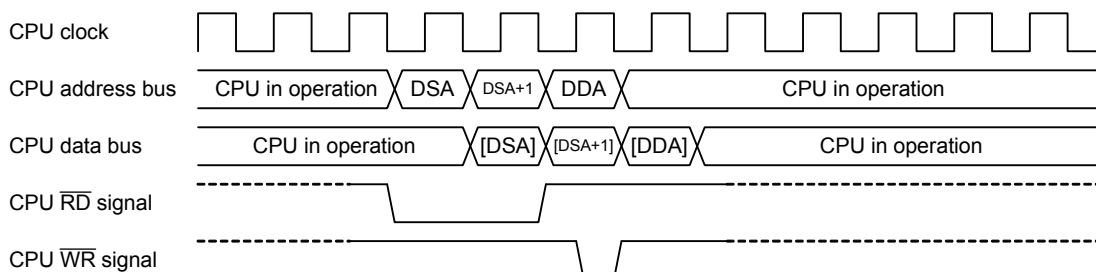 CPU clock
CPU address bus CPU in operation DSA DSA+1 DDA CPU in operation
CPU data bus CPU in operation [DSA] [DSA+1] [DDA] CPU in operation
CPU RD signal
CPU WR signal